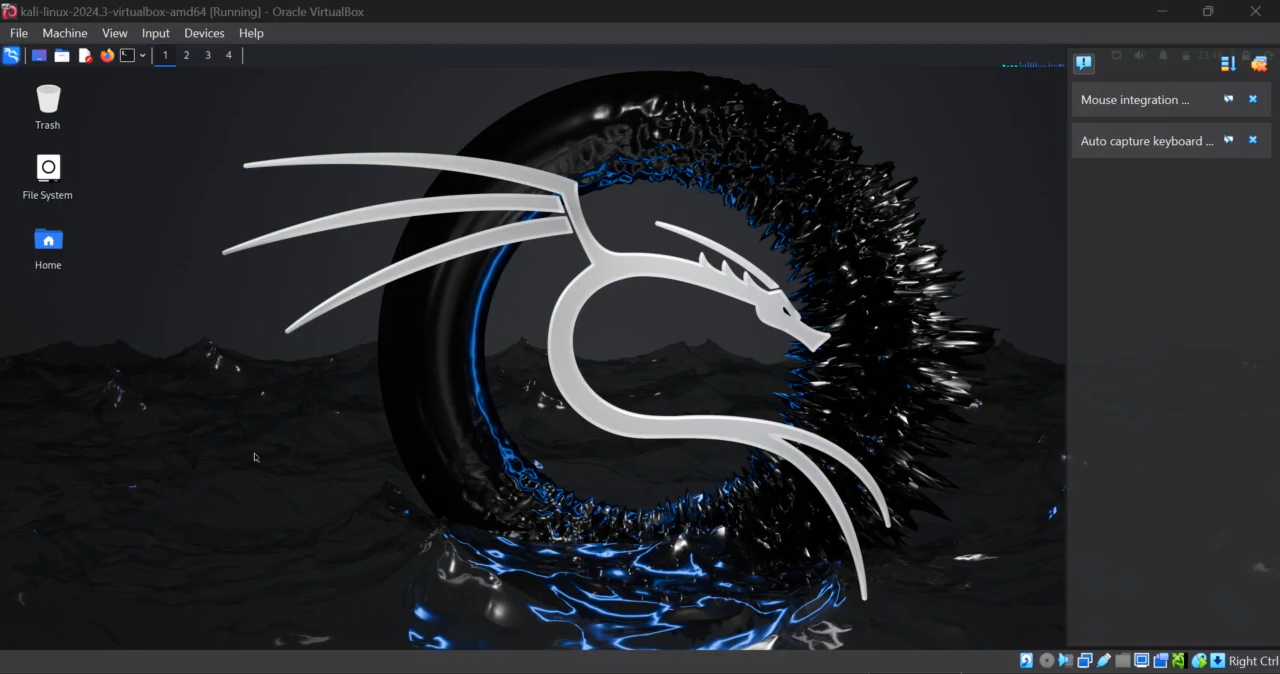 kali-linux-2024.3-virtualbox-amd64 [Running] - Oracle VirtualBox
File Machine View Input Devices Help
1 2 3 4
Trash
File System
Home
Mouse integration ...
Auto capture keyboard ...
Right Ctrl